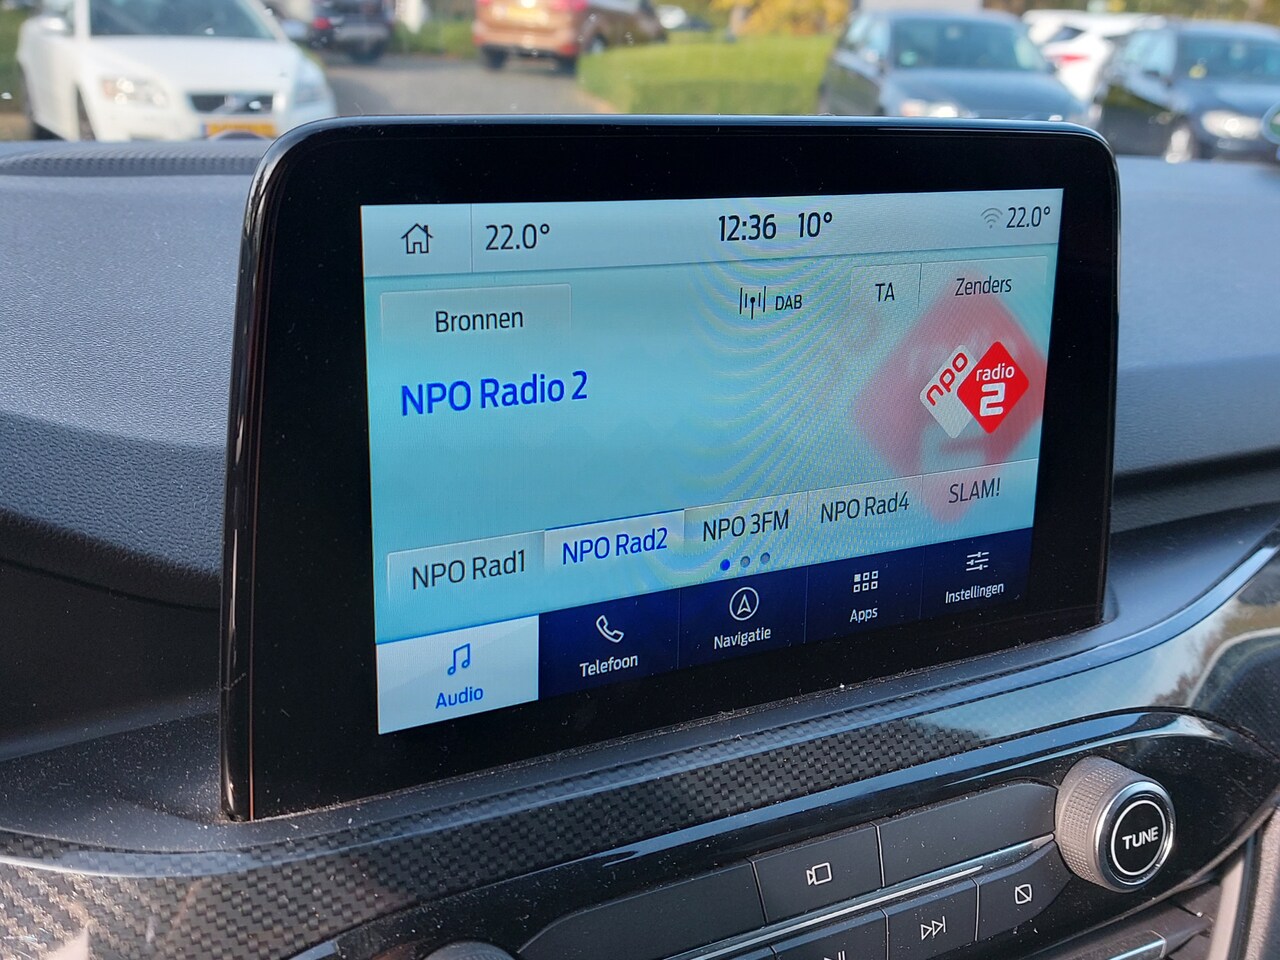 22.0°
12:36 10°
22.0°
Bronnen
DAB
TA
Zenders
NPO Radio 2
npo
radio
2
NPO Rad1
NPO Rad2
NPO 3FM
NPO Rad4
SLAM!
Audio
Telefoon
Navigatie
Apps
Instellingen
TUNE